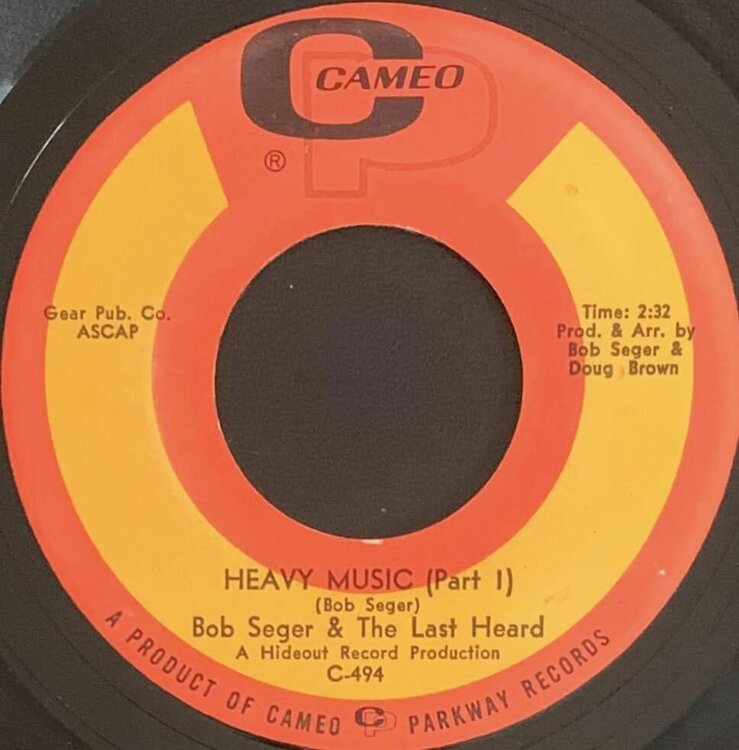 C P
CAMEO
®
Gear Pub. Co.
ASCAP
Time: 2:32
Prod. & Arr. by
Bob Seger &
Doug Brown
HEAVY MUSIC (Part I)
(Bob Seger)
Bob Seger & The Last Heard
A Hideout Record Production
C-494
A PRODUCT OF CAMEO CP PARKWAY RECORDS